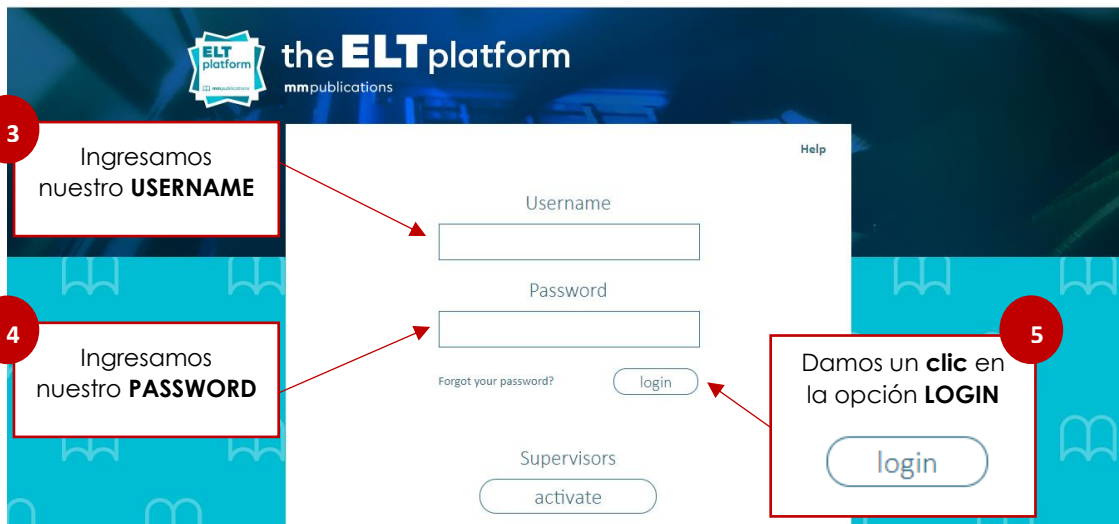 ELT
platform
mmpublications
the ELT platform
mmpublications
3
Ingresamos
nuestro USERNAME
Help
Username
Password
4
Ingresamos
nuestro PASSWORD
Forgot your password?
login
5
Damos un clic en
la opción LOGIN
login
Supervisors
activate